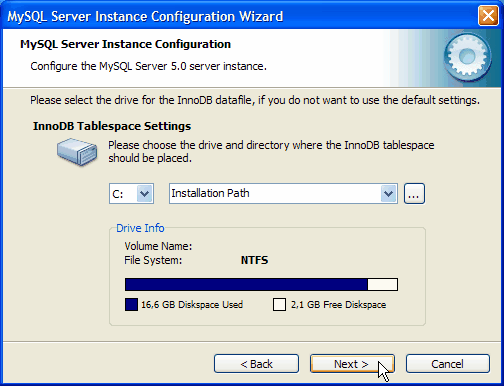 MySQL Server Instance Configuration Wizard
MySQL Server Instance Configuration
Configure the MySQL Server 5.0 server instance.
Please select the drive for the InnoDB datafile, if you do not want to use the default settings.
InnoDB Tablespace Settings
Please choose the drive and directory where the InnoDB tablespace
should be placed.
C: Installation Path ...
Drive Info
Volume Name:
File System: NTFS
16,6 GB Diskspace Used 2,1 GB Free Diskspace
< Back Next > Cancel